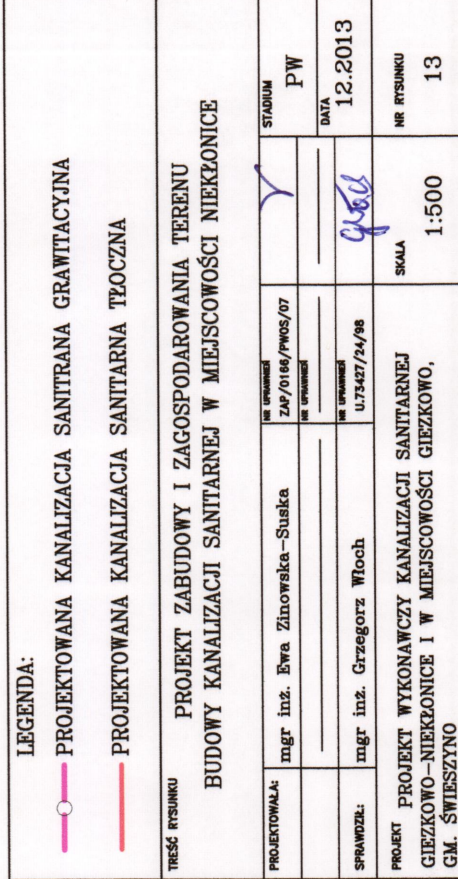 LEGENDA:
PROJEKTOWANA KANALIZACJA SANITRANA GRAWITACYJNA
PROJEKTOWANA KANALIZACJA SANITARNA TŁOCZNA
TREŚĆ RYSUNKU
PROJEKT ZABUDOWY I ZAGOSPODAROWANIA TERENU
BUDOWY KANALIZACJI SANITARNEJ W MIEJSCOWOŚCI NIEKŁONICE
PROJEKTOWAŁA:
mgr inż. Ewa Zinowska-Suska
NR UPRAWNIEŃ
ZAP/0166/PWOS/07
STADIUM
PW
NR UPRAWNIEŃ
DATA
12.2013
SPRAWDZIŁ:
mgr inż. Grzegorz Włoch
NR UPRAWNIEŃ
U.73427/24/98
PROJEKT
PROJEKT WYKONAWCZY KANALIZACJI SANITARNEJ
GIEZKOWO-NIEKŁONICE I W MIEJSCOWOŚCI GIEZKOWO,
GM. ŚWIESZYNO
SKALA
1:500
NR RYSUNKU
13